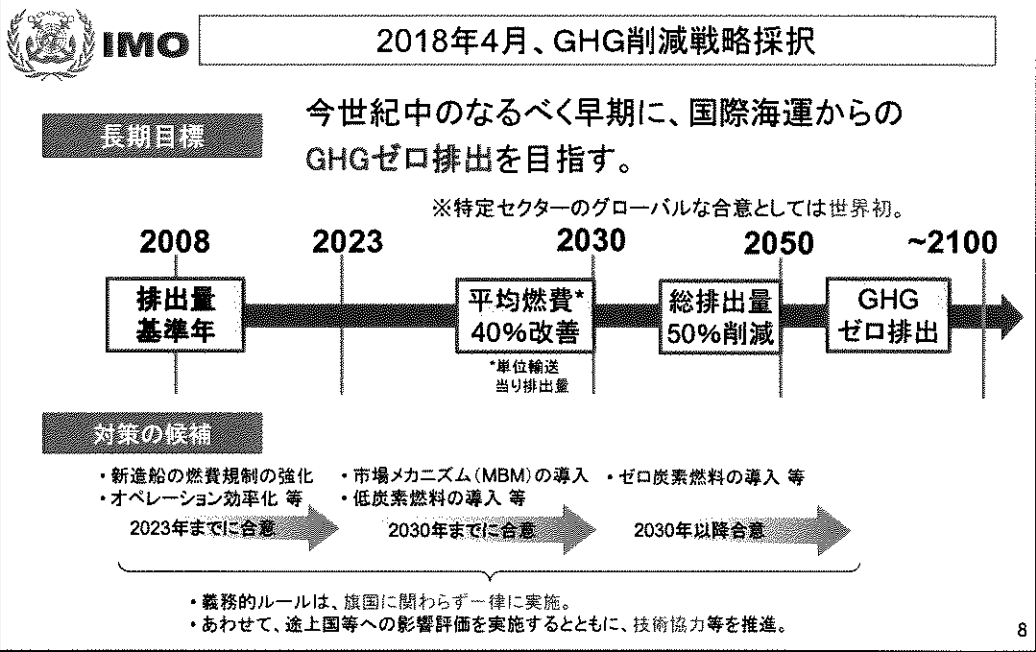 IMO
2018年4月、GHG削減戦略採択
長期目標
今世紀中のなるべく早期に、国際海運からの
GHGゼロ排出を目指す。
※特定セクターのグローバルな合意としては世界初。
2008 2023 2030 2050 ~2100
排出量
基準年
平均燃費*
40%改善
*単位輸送
当り排出量
総排出量
50%削減
GHG
ゼロ排出
対策の候補
・新造船の燃費規制の強化
・オペレーション効率化 等
2023年までに合意
・市場メカニズム(MBM)の導入
・低炭素燃料の導入 等
2030年までに合意
・ゼロ炭素燃料の導入 等
2030年以降合意
・義務的ルールは、旗国に関わらず一律に実施。
・あわせて、途上国等への影響評価を実施するとともに、技術協力等を推進。
8